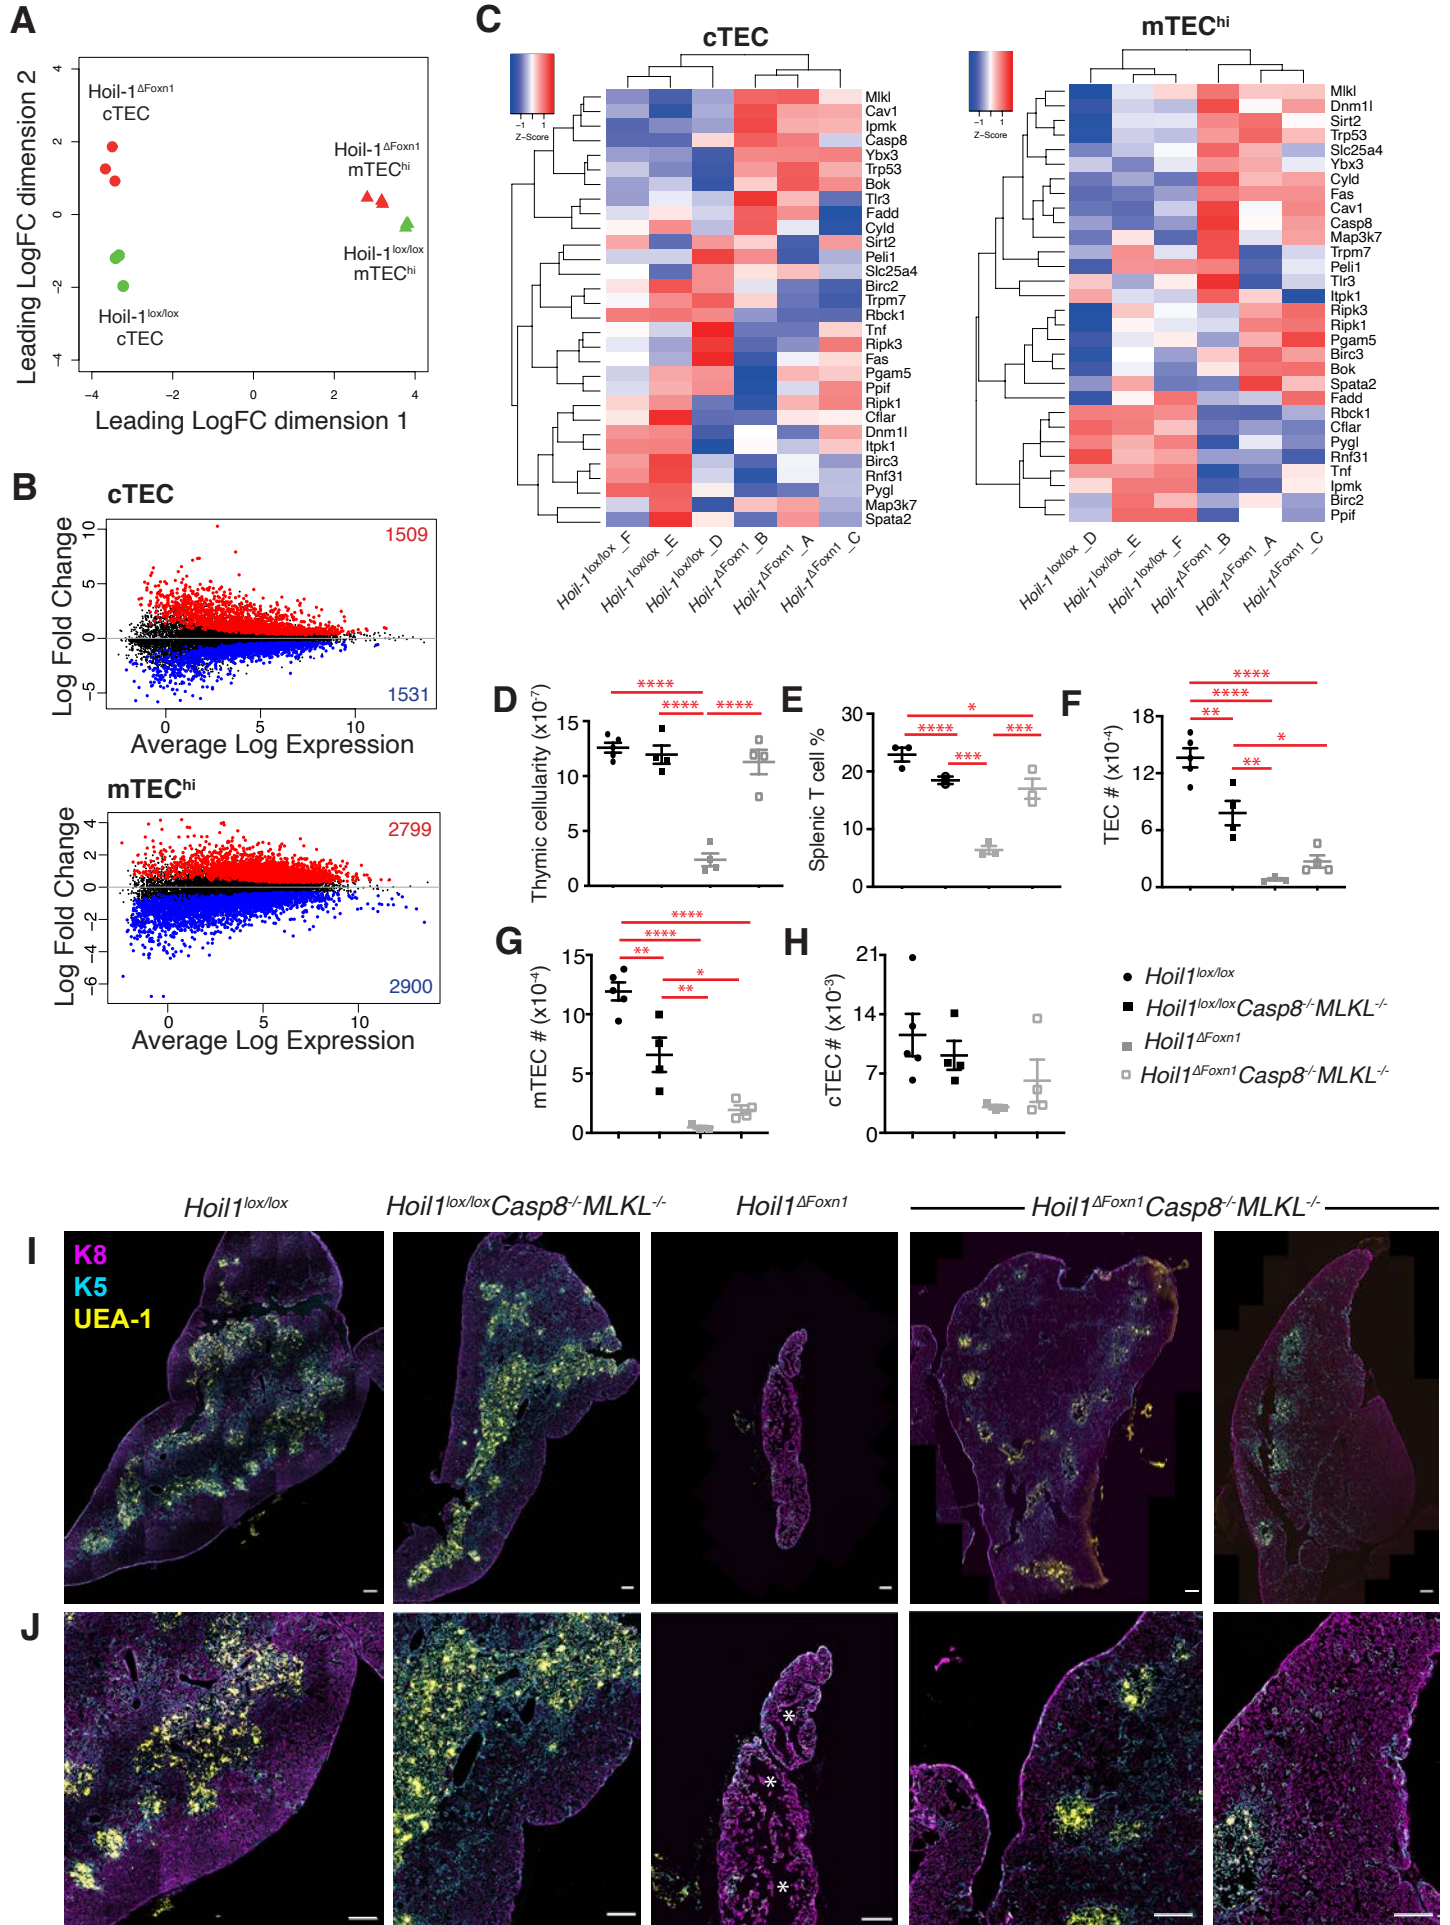 A
Hoil-1ΔFoxn1
cTEC
Hoil-1ΔFoxn1
mTEChi
Hoil-1lox/lox
mTEChi
Hoil-1lox/lox
cTEC
4
2
0
−2
−4
−4
−2
0
2
4
Leading LogFC dimension 2
Leading LogFC dimension 1
B
cTEC
1509
1531
10
5
0
−5
0
5
10
Log Fold Change
Average Log Expression
mTEChi
2799
2900
4
2
0
−2
−4
−6
0
5
10
Log Fold Change
Average Log Expression
C
cTEC
−1
1
Z−Score
Mlkl
Cav1
Ipmk
Casp8
Ybx3
Trp53
Bok
Tlr3
Fadd
Cyld
Sirt2
Peli1
Slc25a4
Birc2
Trpm7
Rbck1
Tnf
Ripk3
Fas
Pgam5
Ppif
Ripk1
Cflar
Dnm1l
Itpk1
Birc3
Rnf31
Pygl
Map3k7
Spata2
Hoil-1lox/lox_F
Hoil-1lox/lox_E
Hoil-1lox/lox_D
Hoil-1ΔFoxn1_B
Hoil-1ΔFoxn1_A
Hoil-1ΔFoxn1_C
mTEChi
−1
1
Z−Score
Mlkl
Dnm1l
Sirt2
Trp53
Slc25a4
Ybx3
Cyld
Fas
Cav1
Casp8
Map3k7
Trpm7
Peli1
Tlr3
Itpk1
Ripk3
Ripk1
Pgam5
Birc3
Bok
Spata2
Fadd
Rbck1
Cflar
Pygl
Rnf31
Tnf
Ipmk
Birc2
Ppif
Hoil-1lox/lox_D
Hoil-1lox/lox_E
Hoil-1lox/lox_F
Hoil-1ΔFoxn1_B
Hoil-1ΔFoxn1_A
Hoil-1ΔFoxn1_C
D
Thymic cellularity (x10-7)
15
10
5
0
****
**** ****
E
Splenic T cell %
30
20
10
0
*
**** ***
***
F
TEC # (x10-4)
18
12
6
0
****
****
**
*
**
G
mTEC # (x10-4)
15
10
5
0
****
****
**
*
**
H
cTEC # (x10-3)
21
14
7
0
Hoil1lox/lox
Hoil1lox/loxCasp8-/-MLKL-/-
Hoil1ΔFoxn1
Hoil1ΔFoxn1Casp8-/-MLKL-/-
Hoil1lox/lox
Hoil1lox/loxCasp8-/-MLKL-/-
Hoil1ΔFoxn1
Hoil1ΔFoxn1Casp8-/-MLKL-/-
I
K8
K5
UEA-1
J
*
*
*